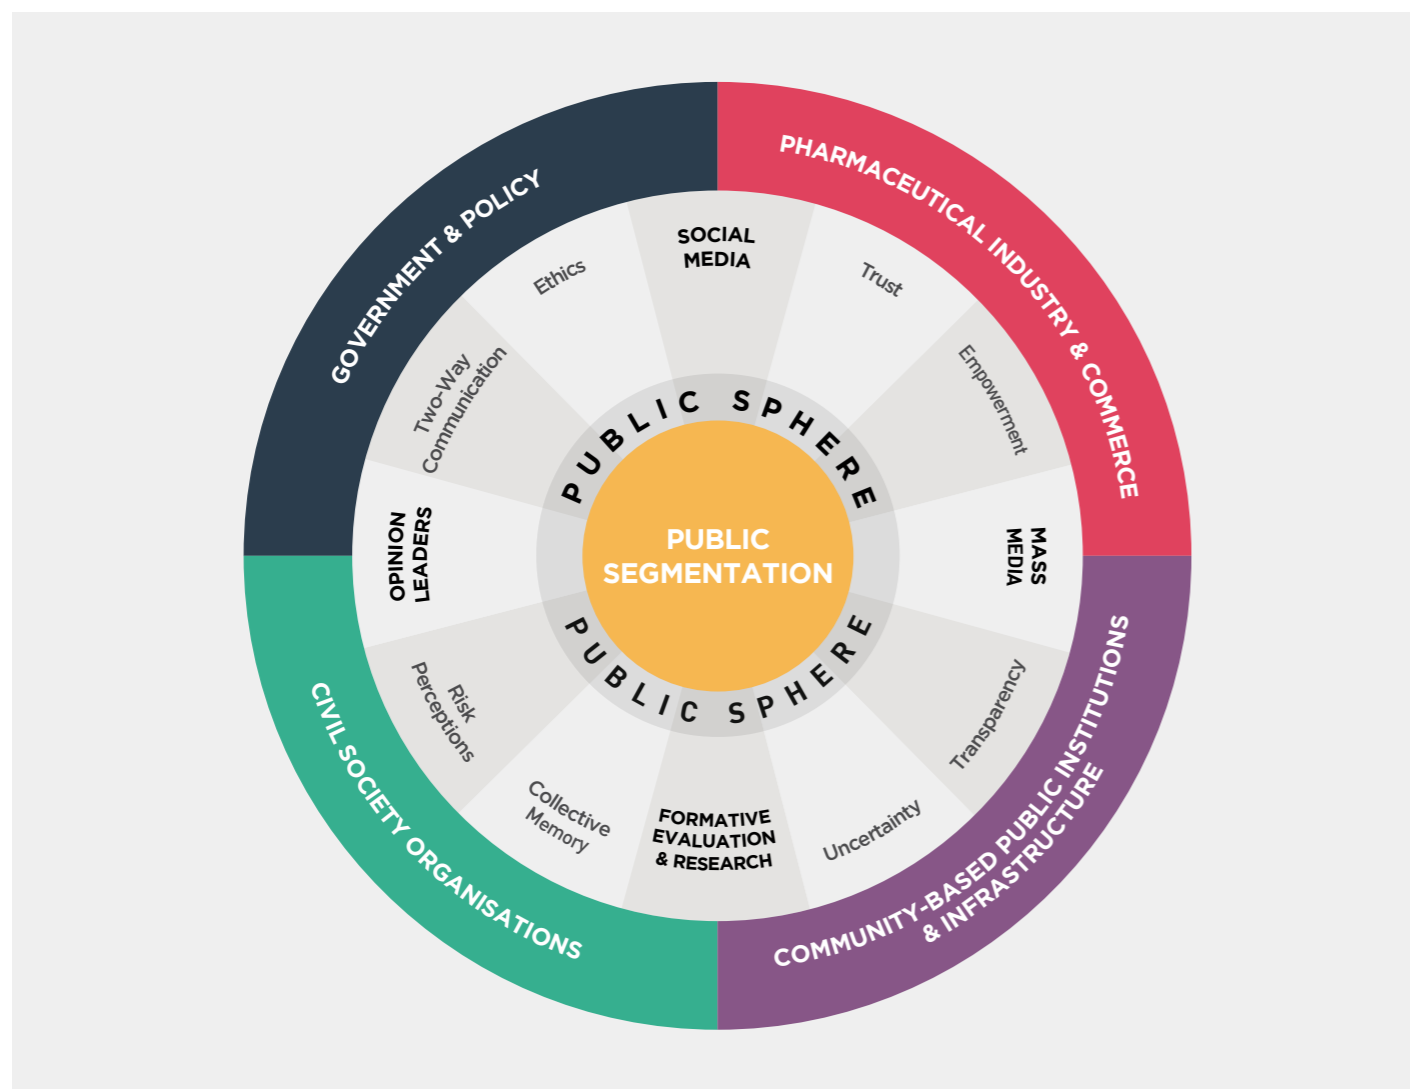 GOVERNMENT & POLICY
PHARMACEUTICAL INDUSTRY & COMMERCE
COMMUNITY-BASED PUBLIC INSTITUTIONS
& INFRASTRUCTURE
CIVIL SOCIETY ORGANISATIONS
SOCIAL
MEDIA
Trust
Empowerment
MASS
MEDIA
Transparency
Uncertainty
FORMATIVE
EVALUATION
& RESEARCH
Collective
Memory
Risk
Perceptions
OPINION
LEADERS
Two-Way
Communication
Ethics
PUBLIC SPHERE
PUBLIC
SEGMENTATION
PUBLIC SPHERE